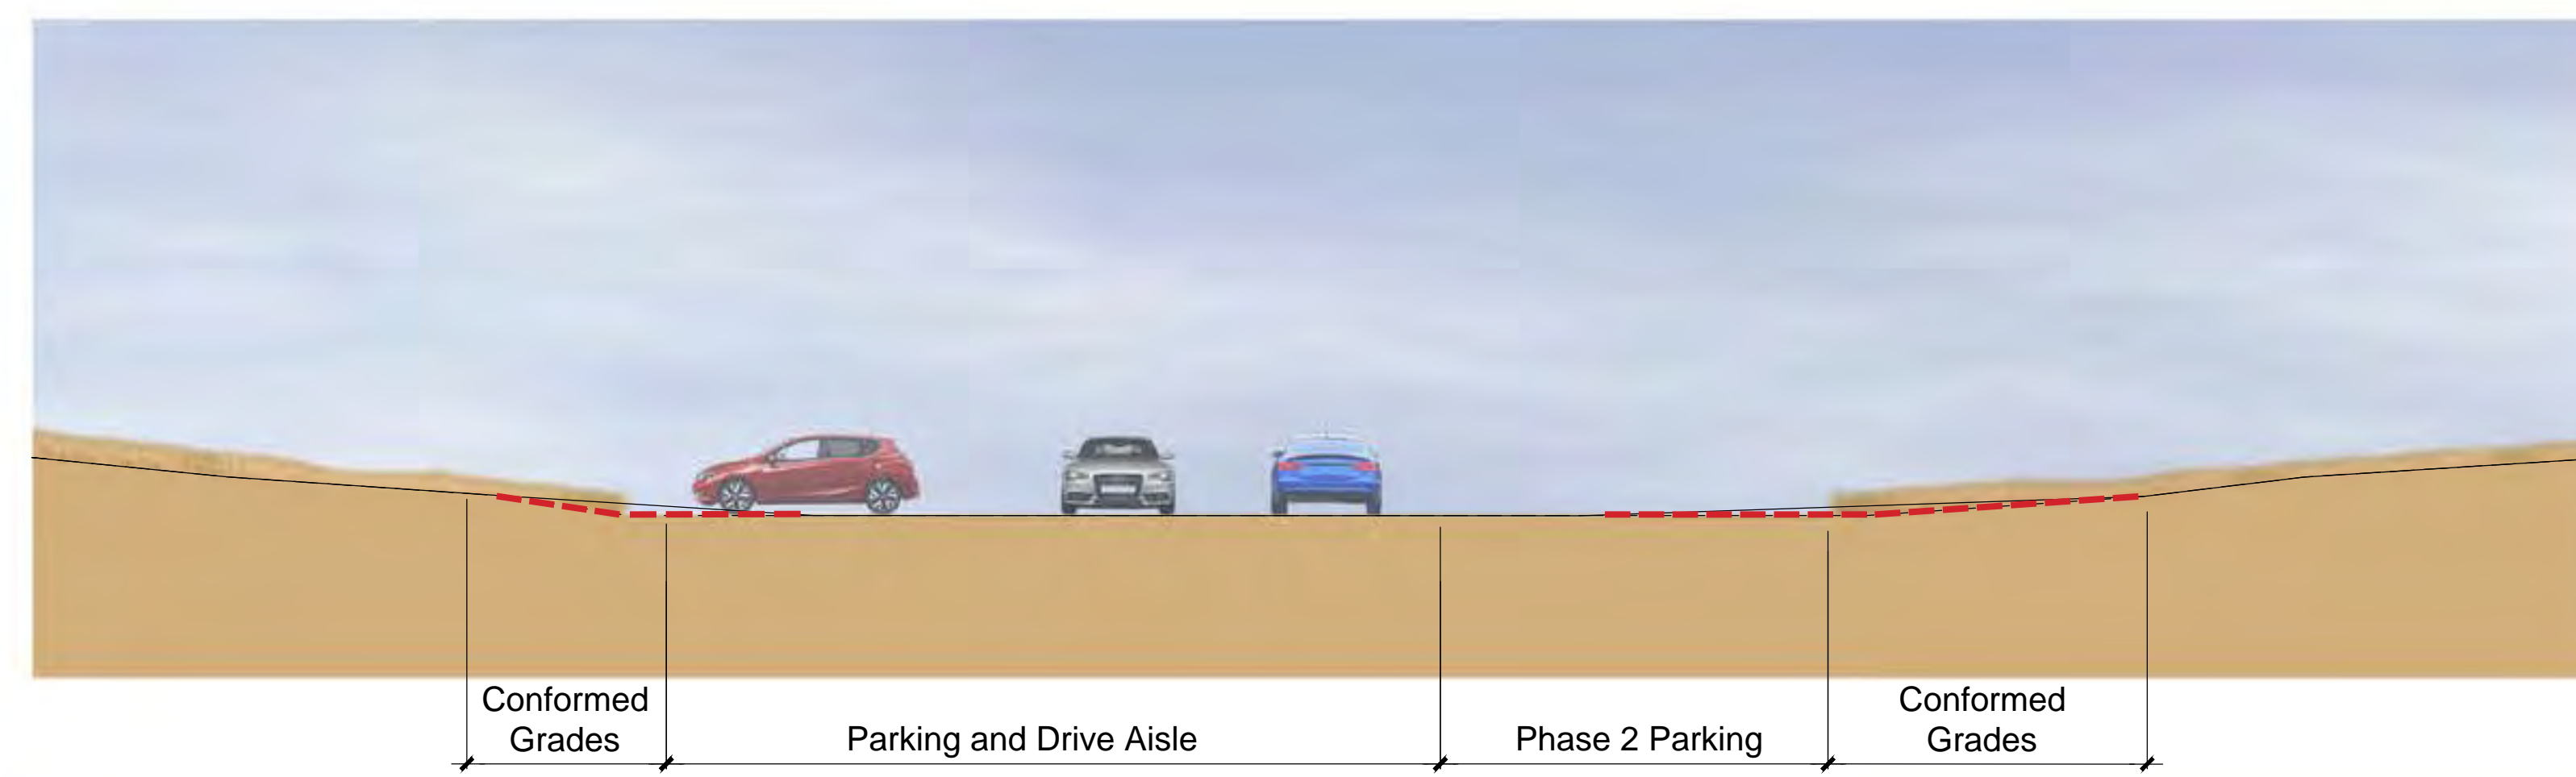 Conformed
Grades
Parking and Drive Aisle
Phase 2 Parking
Conformed
Grades